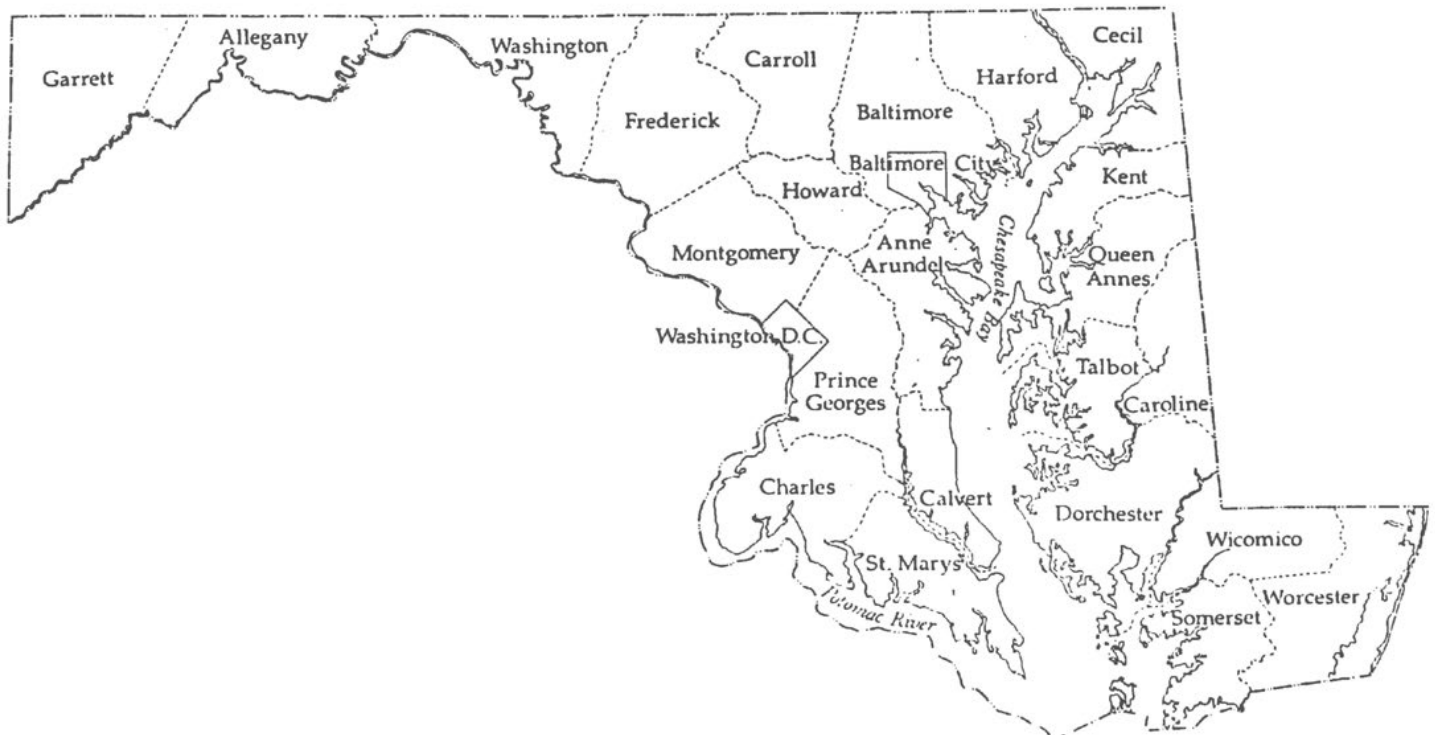 Garrett
Allegany
Washington
Frederick
Carroll
Baltimore
Harford
Cecil
Baltimore City
Howard
Kent
Montgomery
Anne
Arundel
Chesapeake Bay
Queen
Annes
Washington D.C.
Prince
Georges
Talbot
Caroline
Charles
Calvert
Dorchester
St. Marys
Wicomico
Potomac River
Somerset
Worcester